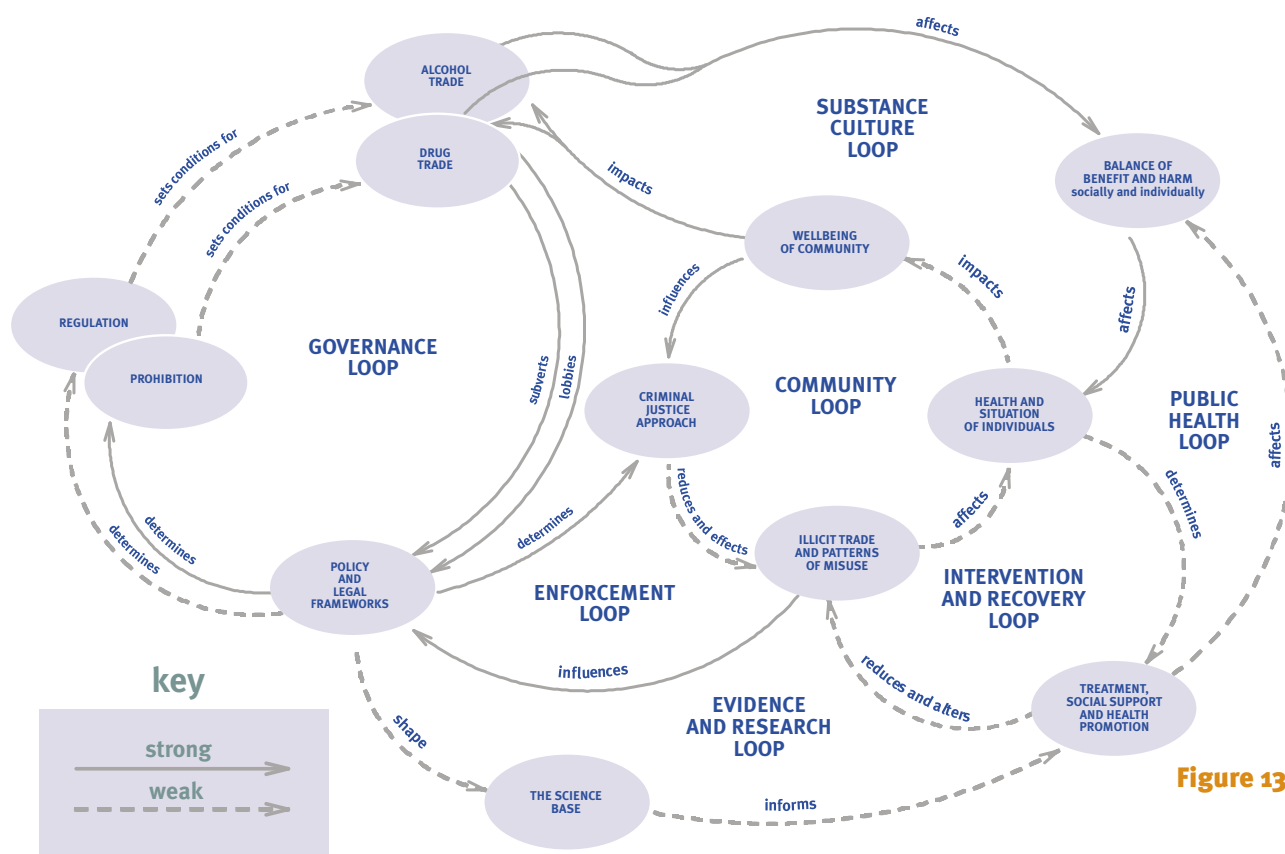 affects
ALCOHOL
TRADE
SUBSTANCE
CULTURE
LOOP
sets conditions for
DRUG
TRADE
impacts
BALANCE OF
BENEFIT AND HARM
socially and individually
sets conditions for
WELLBEING
OF COMMUNITY
impacts
influences
affects
REGULATION
GOVERNANCE
LOOP
PROHIBITION
subverts
lobbies
COMMUNITY
LOOP
CRIMINAL
JUSTICE
APPROACH
HEALTH AND
SITUATION
OF INDIVIDUALS
PUBLIC
HEALTH
LOOP
affects
determines
reduces and effects
affects
determines
determines
determines
ILLICIT TRADE
AND PATTERNS
OF MISUSE
POLICY
AND
LEGAL
FRAMEWORKS
ENFORCEMENT
LOOP
INTERVENTION
AND RECOVERY
LOOP
influences
reduces and alters
TREATMENT,
SOCIAL SUPPORT
AND HEALTH
PROMOTION
key
shape
EVIDENCE
AND RESEARCH
LOOP
strong
weak
THE SCIENCE
BASE
informs
Figure 13